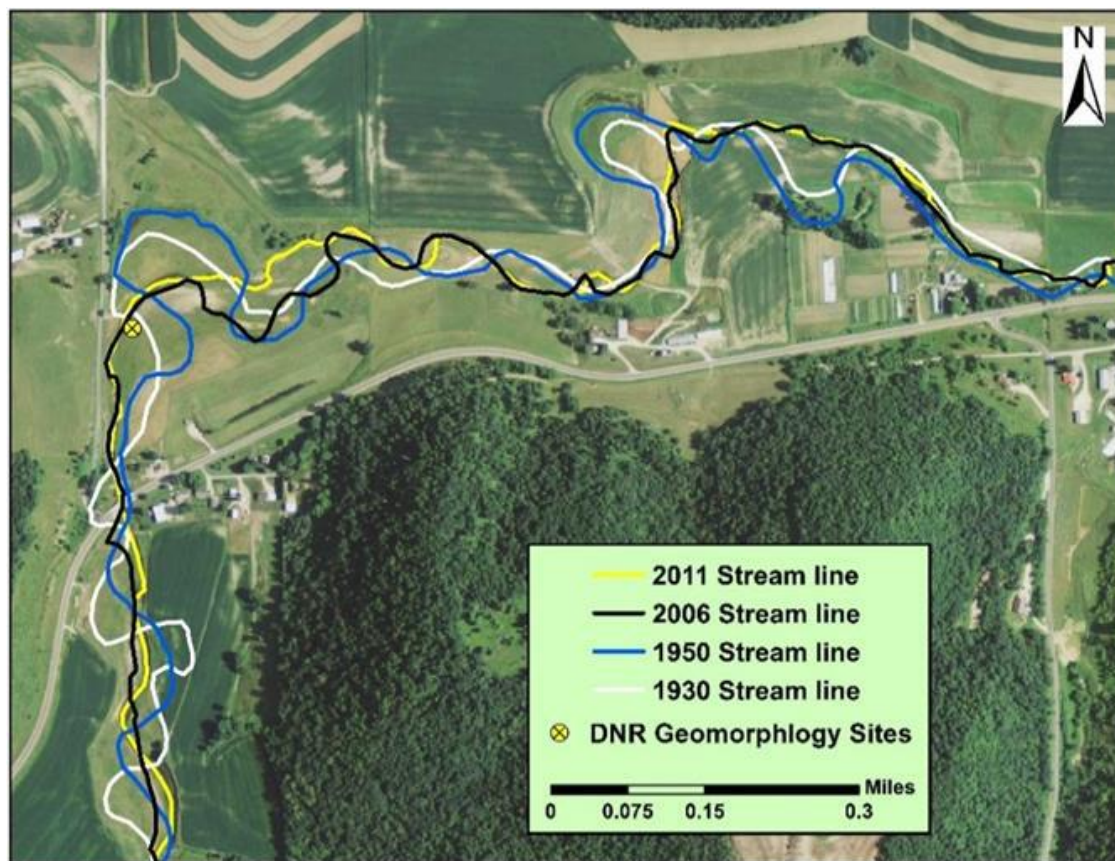 N
2011 Stream line
2006 Stream line
1950 Stream line
1930 Stream line
DNR Geomorphlogy Sites
Miles
0 0.075 0.15 0.3